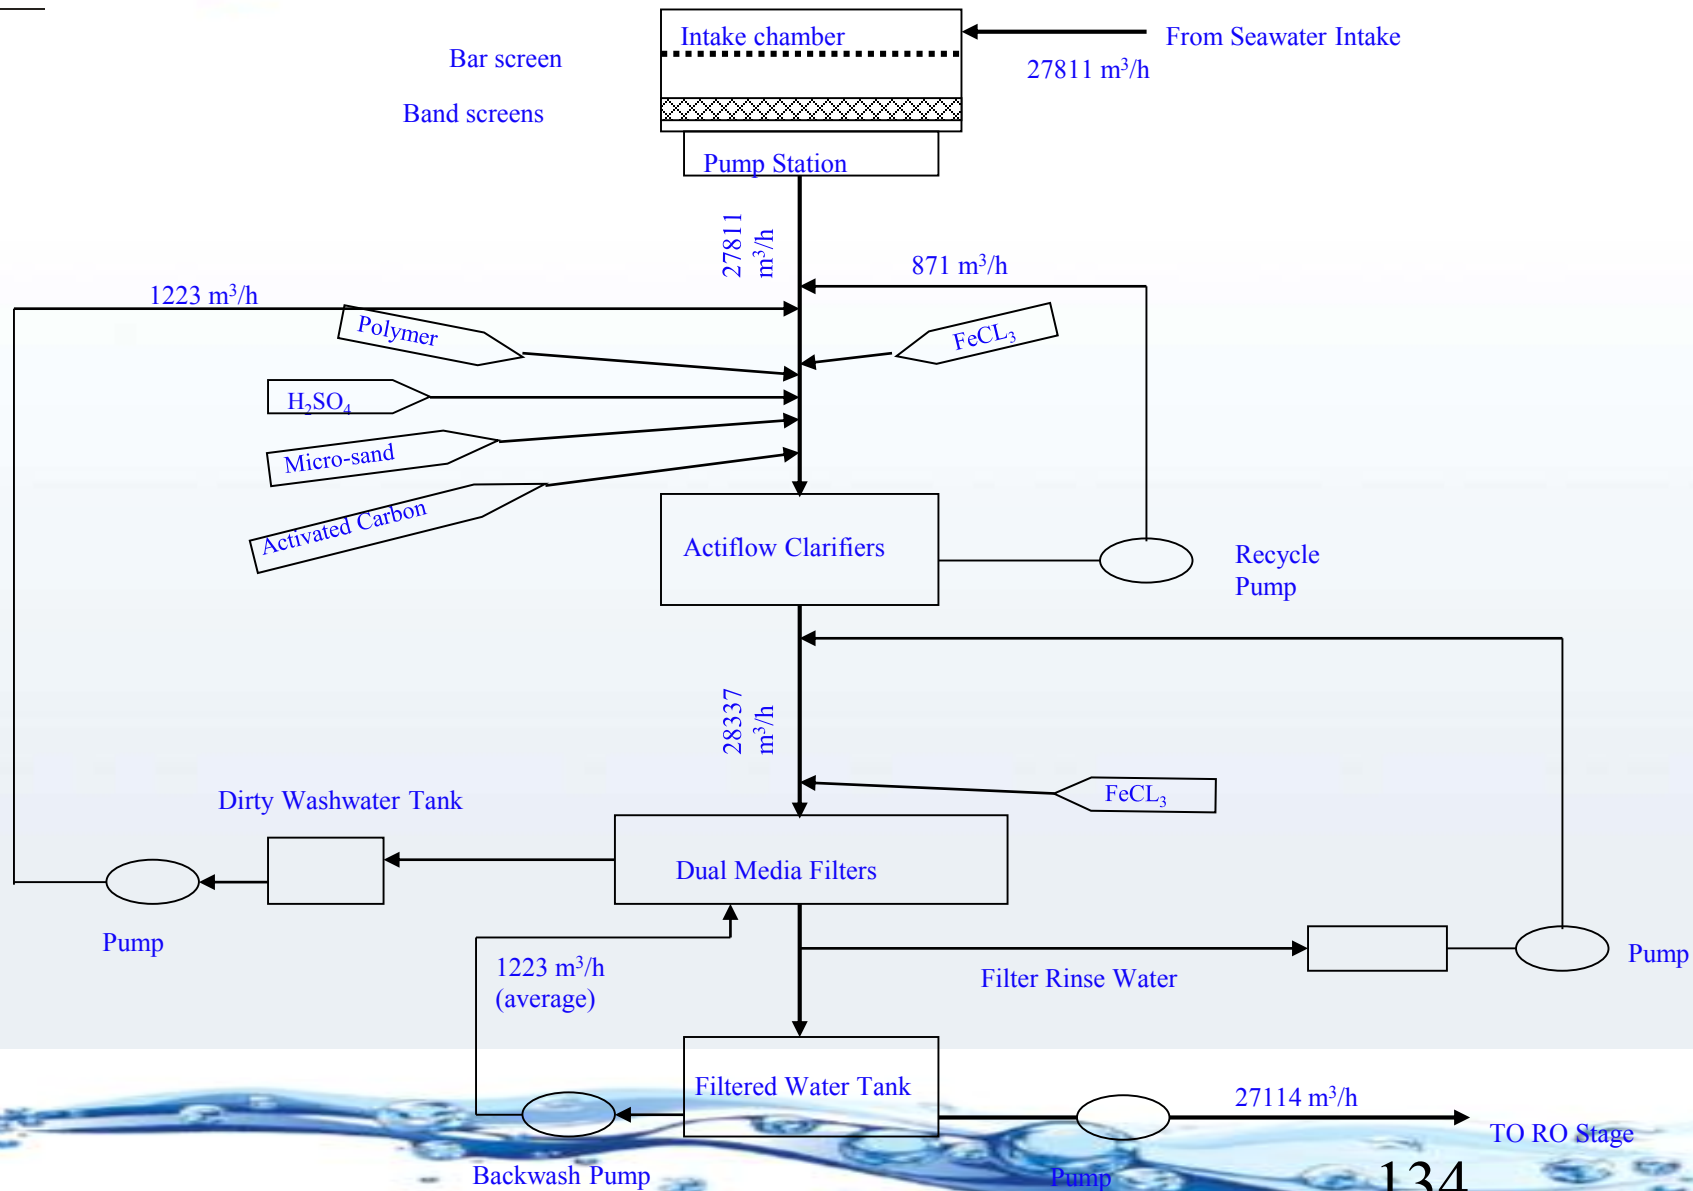 Intake chamber
From Seawater Intake
Bar screen
27811 m³/h
Band screens
Pump Station
27811
m³/h
871 m³/h
1223 m³/h
Polymer
FeCL₃
H₂SO₄
Micro-sand
Activated Carbon
Actiflow Clarifiers
Recycle
Pump
28337
m³/h
FeCL₃
Dirty Washwater Tank
Dual Media Filters
Pump
1223 m³/h
(average)
Filter Rinse Water
Pump
Filtered Water Tank
27114 m³/h
TO RO Stage
Backwash Pump
Pump
134